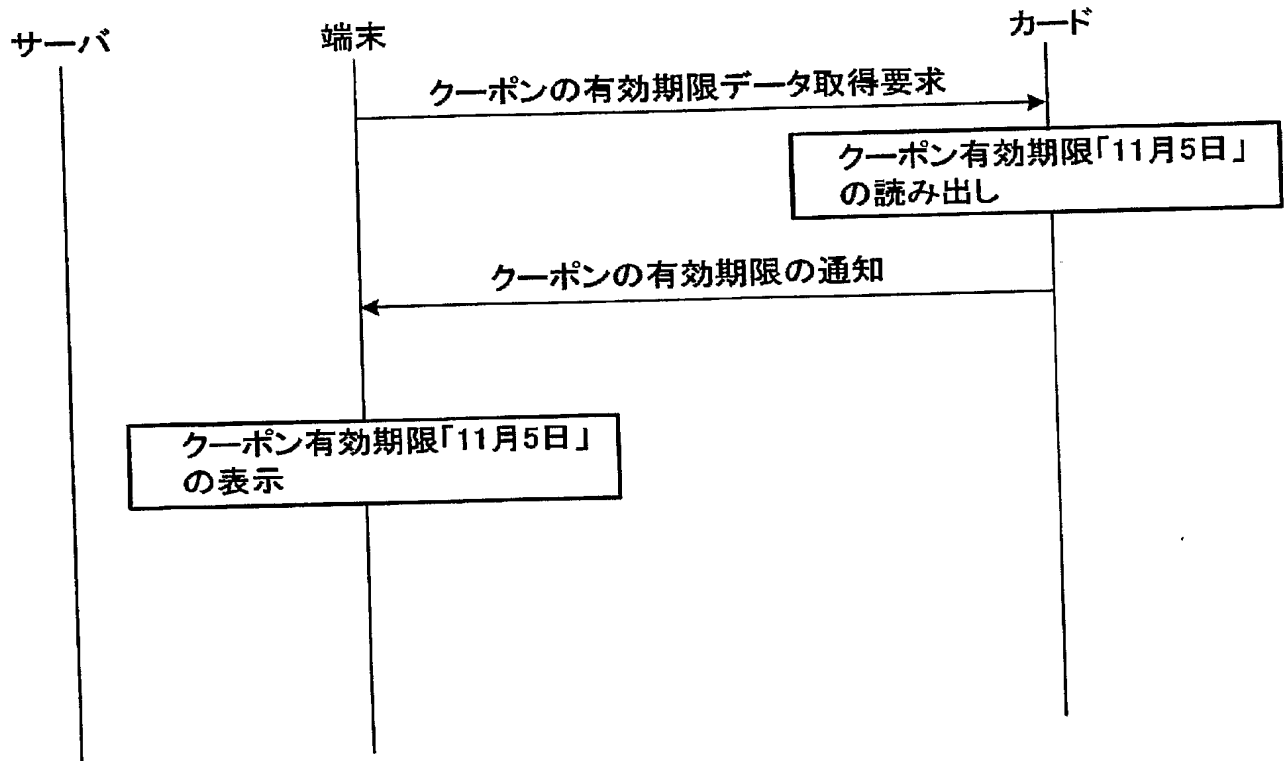 サーバ
端末
カード
クーポンの有効期限データ取得要求
クーポン有効期限「11月5日」
の読み出し
クーポンの有効期限の通知
クーポン有効期限「11月5日」
の表示